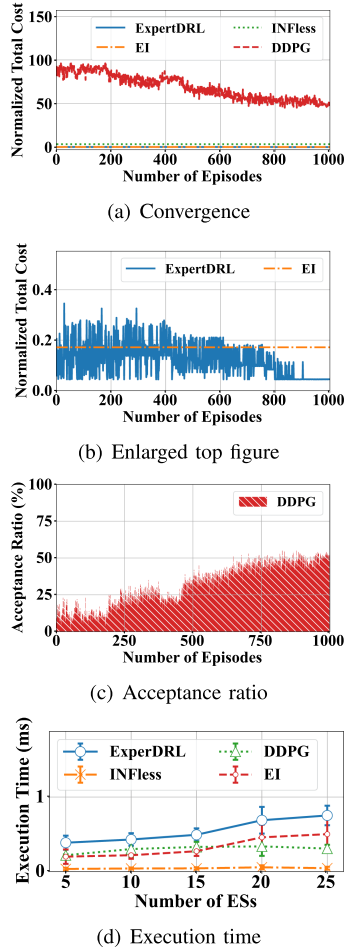 ExpertDRL
INFless
EI
DDPG
150
100
50
0
Normalized Total Cost
0
200
400
600
800
1000
Number of Episodes
(a) Convergence
ExpertDRL
EI
0.4
0.2
0.0
Normalized Total Cost
0
200
400
600
800
1000
Number of Episodes
(b) Enlarged top figure
DDPG
100
75
50
25
0
Acceptance Ratio (%)
0
250
500
750
1000
Number of Episodes
(c) Acceptance ratio
ExperDRL
DDPG
INFless
EI
1
0
Execution Time (ms)
5
10
15
20
25
Number of ESs
(d) Execution time